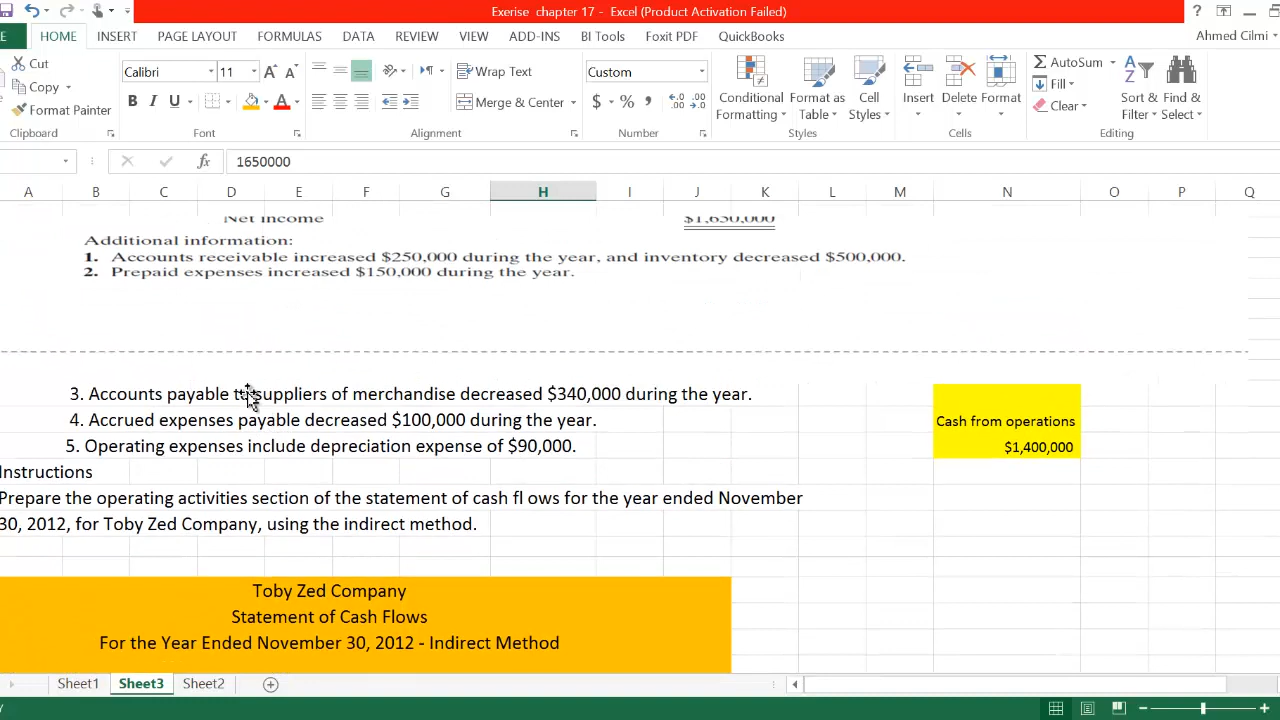 Exerise chapter 17 - Excel (Product Activation Failed)
HOME INSERT PAGE LAYOUT FORMULAS DATA REVIEW VIEW ADD-INS BI Tools Foxit PDF QuickBooks Ahmed Cilmi
Cut
Copy
Format Painter
Clipboard
Calibri 11
B I U
Font
Wrap Text
Merge & Center
Alignment
Custom
$ %
Number
Conditional Formatting
Format as Table
Cell Styles
Styles
Insert Delete Format
Cells
AutoSum
Fill
Clear
Sort & Filter
Find & Select
Editing
fx 1650000
A B C D E F G H I J K L M N O P Q
Net income $1,650,000
Additional information:
1. Accounts receivable increased $250,000 during the year, and inventory decreased $500,000.
2. Prepaid expenses increased $150,000 during the year.
3. Accounts payable to suppliers of merchandise decreased $340,000 during the year.
4. Accrued expenses payable decreased $100,000 during the year.
5. Operating expenses include depreciation expense of $90,000.
Cash from operations
$1,400,000
Instructions
Prepare the operating activities section of the statement of cash fl ows for the year ended November
30, 2012, for Toby Zed Company, using the indirect method.
Toby Zed Company
Statement of Cash Flows
For the Year Ended November 30, 2012 - Indirect Method
Sheet1 Sheet3 Sheet2